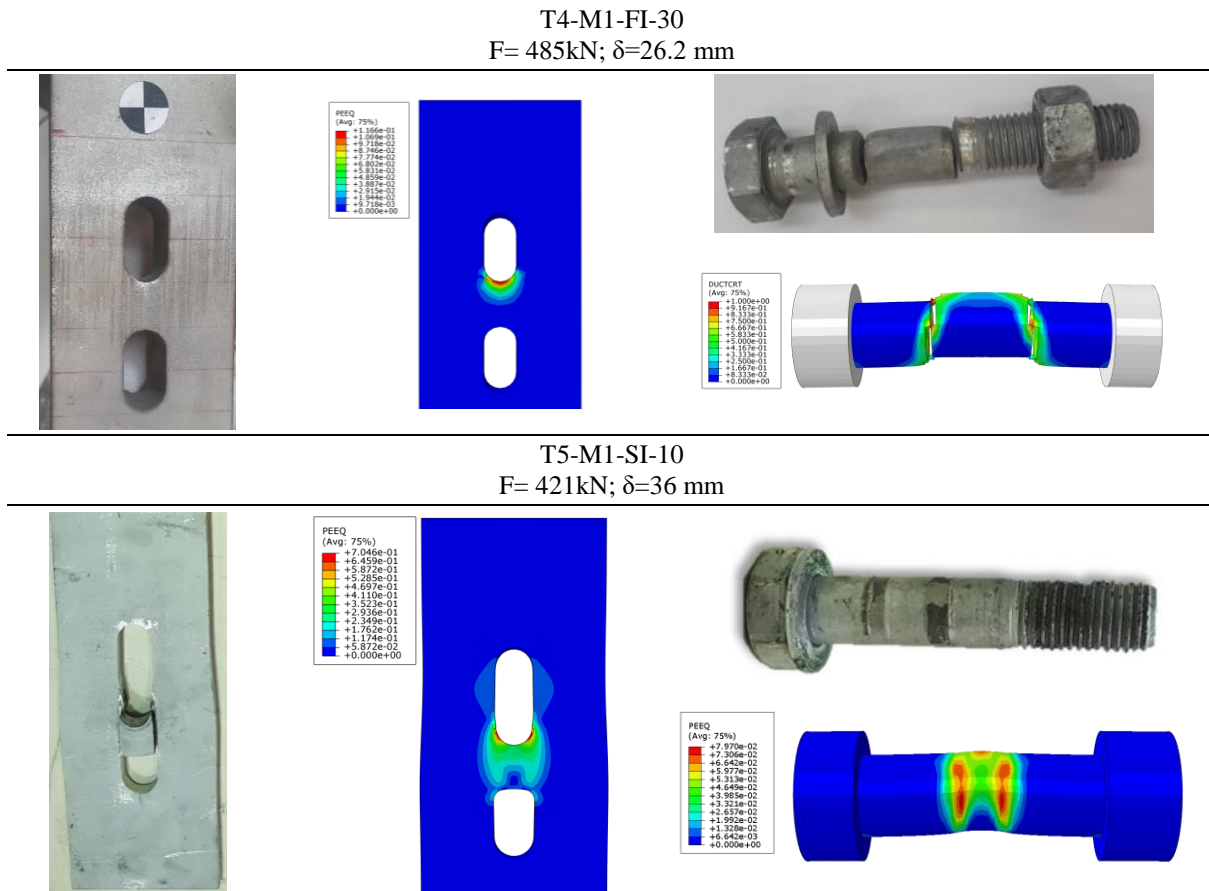 T4-M1-FI-30
F= 485kN; δ=26.2 mm
PEEQ
(Avg: 75%)
+1.166e-01
+1.069e-01
+9.718e-02
+8.746e-02
+7.774e-02
+6.802e-02
+5.831e-02
+4.859e-02
+3.887e-02
+2.915e-02
+1.944e-02
+9.718e-03
+0.000e+00
DUCTCRT
(Avg: 75%)
+1.000e+00
+9.167e-01
+8.333e-01
+7.500e-01
+6.667e-01
+5.833e-01
+5.000e-01
+4.167e-01
+3.333e-01
+2.500e-01
+1.667e-01
+8.333e-02
+0.000e+00
T5-M1-SI-10
F= 421kN; δ=36 mm
PEEQ
(Avg: 75%)
+7.046e-01
+6.459e-01
+5.872e-01
+5.285e-01
+4.697e-01
+4.110e-01
+3.523e-01
+2.936e-01
+2.349e-01
+1.762e-01
+1.174e-01
+5.872e-02
+0.000e+00
PEEQ
(Avg: 75%)
+7.970e-02
+7.306e-02
+6.642e-02
+5.977e-02
+5.313e-02
+4.649e-02
+3.985e-02
+3.321e-02
+2.657e-02
+1.992e-02
+1.328e-02
+6.642e-03
+0.000e+00